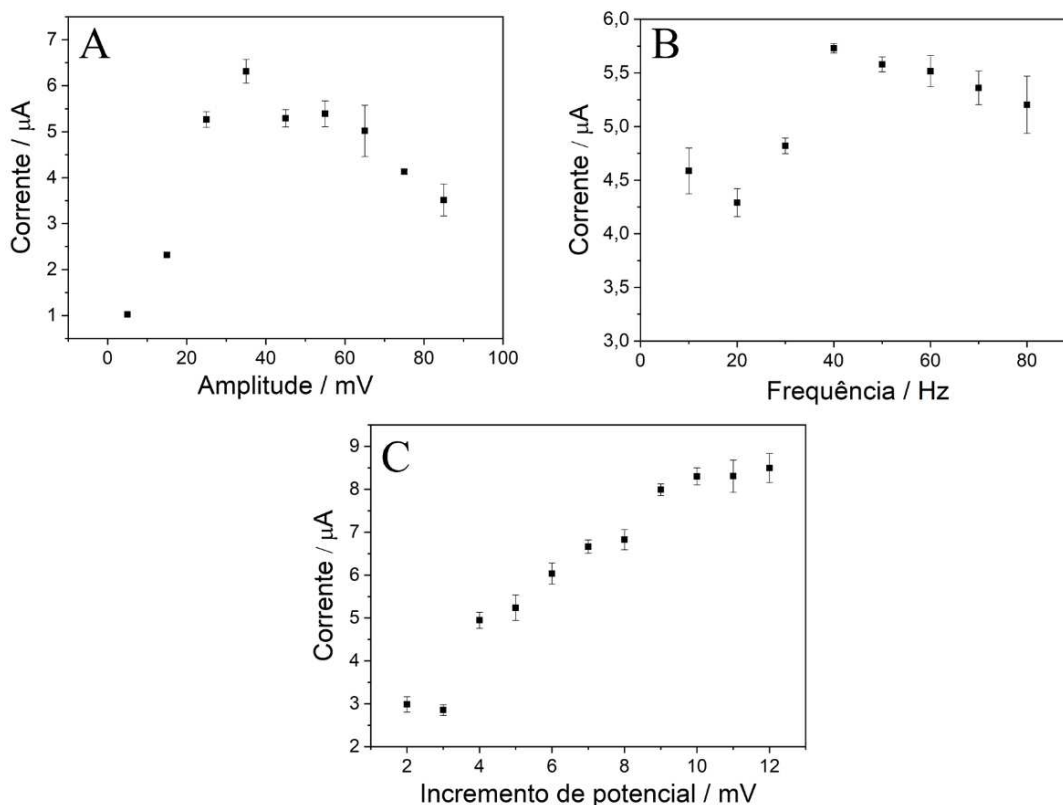 A
7
6
5
4
3
2
1
0 20 40 60 80 100
Corrente / μA
Amplitude / mV
B
6,0
5,5
5,0
4,5
4,0
3,5
3,0
0 20 40 60 80
Corrente / μA
Frequência / Hz
C
9
8
7
6
5
4
3
2
2 4 6 8 10 12
Corrente / μA
Incremento de potencial / mV